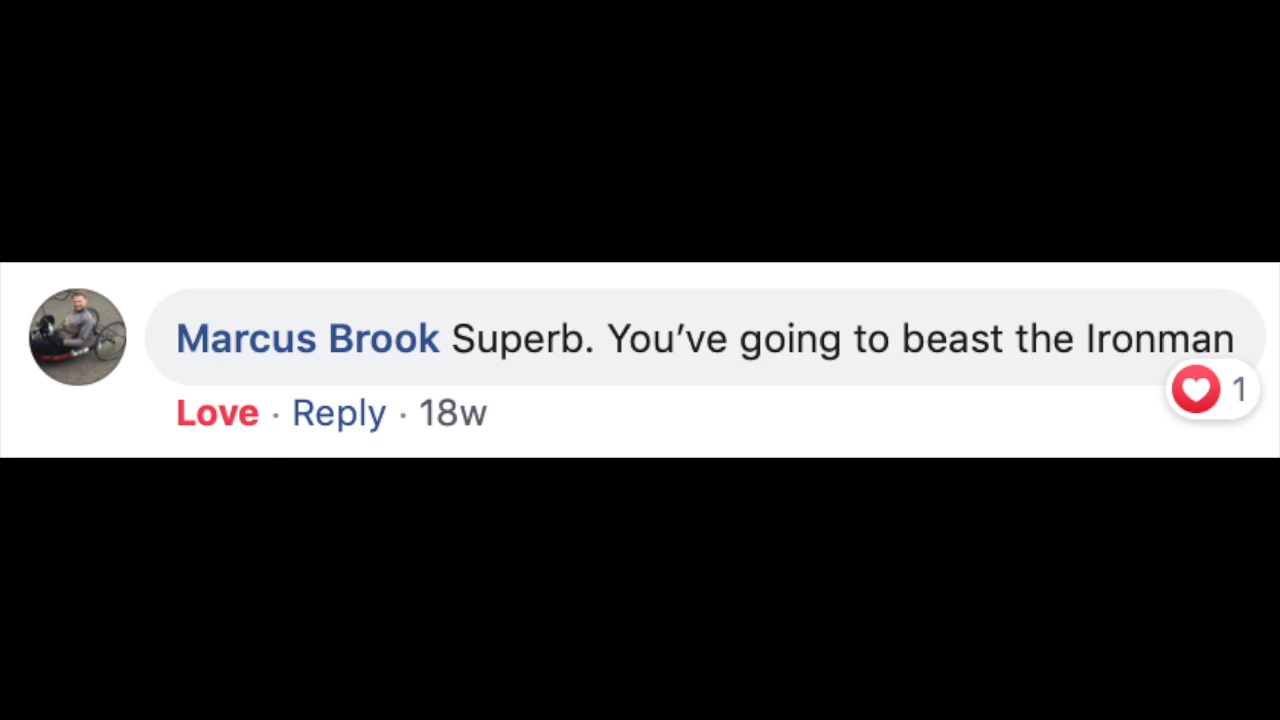 Marcus Brook Superb. You’ve going to beast the Ironman
Love · Reply · 18w
1